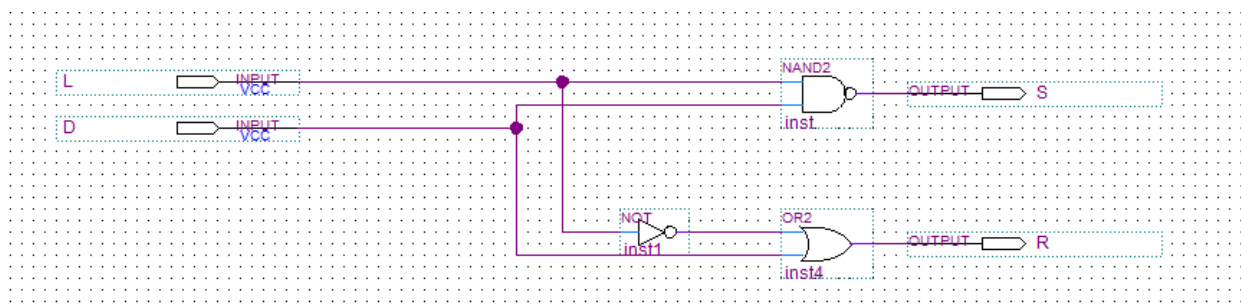 NAND2
L INPUT VCC OUTPUT S
D INPUT VCC inst
NOT OR2
inst1 OUTPUT R
inst4